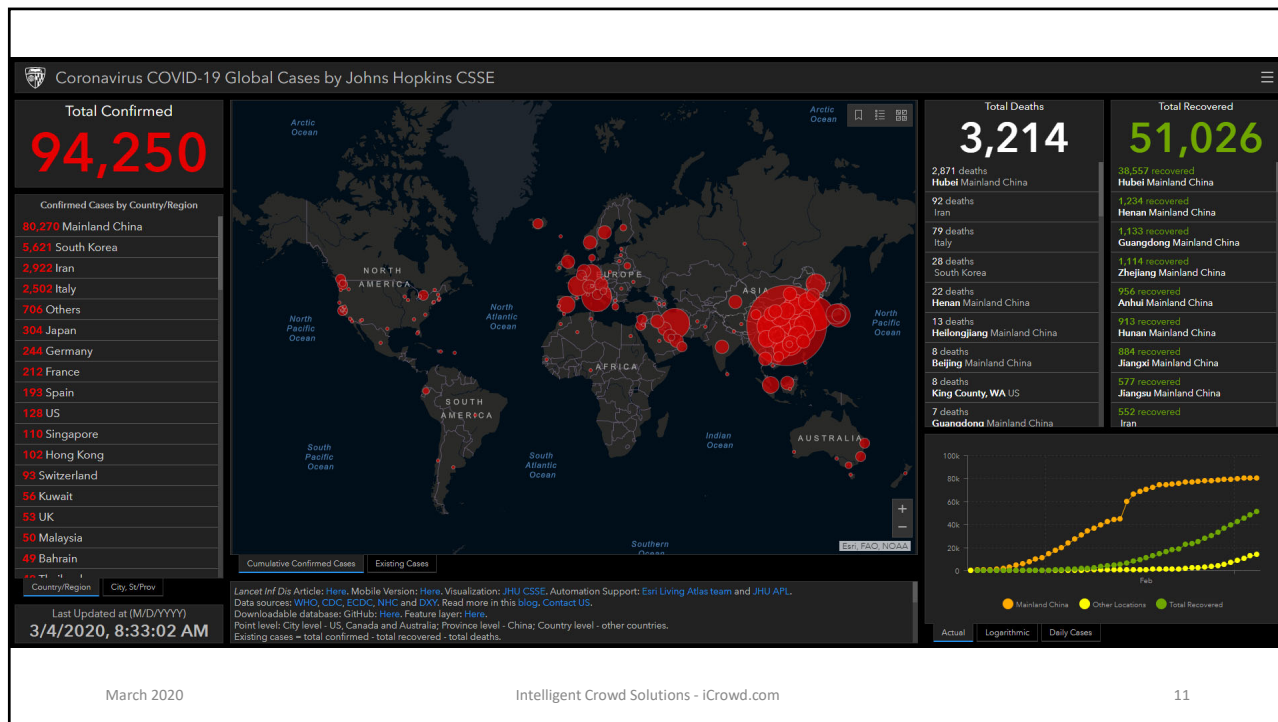 Coronavirus COVID-19 Global Cases by Johns Hopkins CSSE
Total Confirmed
94,250
Confirmed Cases by Country/Region
80,270 Mainland China
5,621 South Korea
2,922 Iran
2,502 Italy
706 Others
304 Japan
244 Germany
212 France
193 Spain
128 US
110 Singapore
102 Hong Kong
93 Switzerland
56 Kuwait
53 UK
50 Malaysia
49 Bahrain
Country/Region
City, St/Prov
Last Updated at (M/D/YYYY)
3/4/2020, 8:33:02 AM
Arctic
Ocean
Arctic
Ocean
NORTH
AMERICA
EUROPE
ASIA
North
Pacific
Ocean
North
Atlantic
Ocean
North
Pacific
Ocean
AFRICA
SOUTH
AMERICA
AUSTRALIA
Indian
Ocean
South
Pacific
Ocean
South
Atlantic
Ocean
Southern
Ocean
+
−
Esri, FAO, NOAA
Cumulative Confirmed Cases
Existing Cases
Lancet Inf Dis Article: Here. Mobile Version: Here. Visualization: JHU CSSE. Automation Support: Esri Living Atlas team and JHU APL.
Data sources: WHO, CDC, ECDC, NHC and DXY. Read more in this blog. Contact US.
Downloadable database: GitHub: Here. Feature layer: Here.
Point level: City level - US, Canada and Australia; Province level - China; Country level - other countries.
Existing cases = total confirmed - total recovered - total deaths.
Total Deaths
3,214
2,871 deaths
Hubei Mainland China
92 deaths
Iran
79 deaths
Italy
28 deaths
South Korea
22 deaths
Henan Mainland China
13 deaths
Heilongjiang Mainland China
8 deaths
Beijing Mainland China
8 deaths
King County, WA US
7 deaths
Guangdong Mainland China
Total Recovered
51,026
38,557 recovered
Hubei Mainland China
1,234 recovered
Henan Mainland China
1,133 recovered
Guangdong Mainland China
1,114 recovered
Zhejiang Mainland China
956 recovered
Anhui Mainland China
913 recovered
Hunan Mainland China
884 recovered
Jiangxi Mainland China
577 recovered
Jiangsu Mainland China
552 recovered
Iran
100k
80k
60k
40k
20k
0
Feb
Mainland China
Other Locations
Total Recovered
Actual
Logarithmic
Daily Cases
March 2020
Intelligent Crowd Solutions - iCrowd.com
11